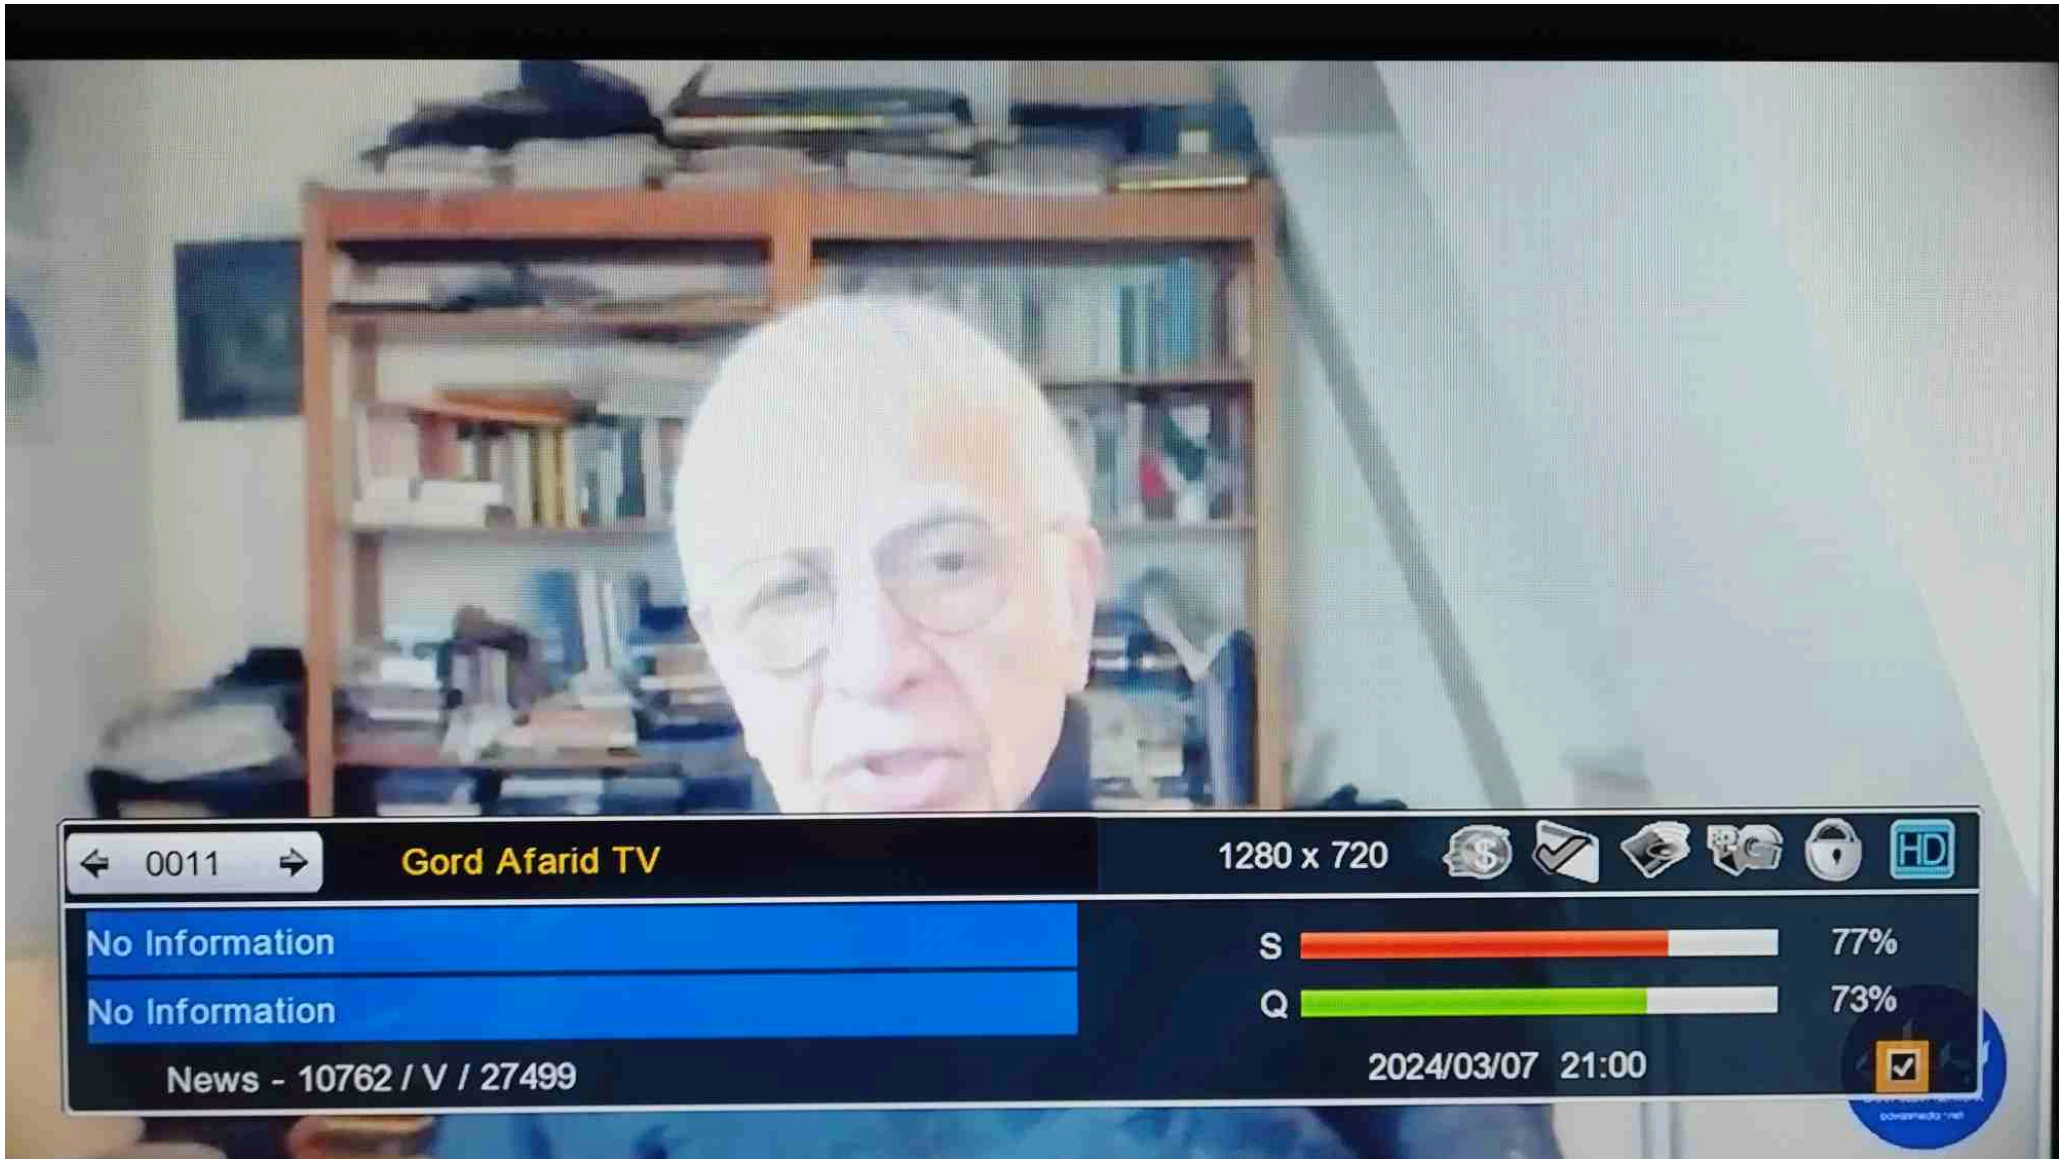 0011
Gord Afarid TV
1280 x 720
HD
No Information
S 77%
No Information
Q 73%
News - 10762 / V / 27499
2024/03/07 21:00